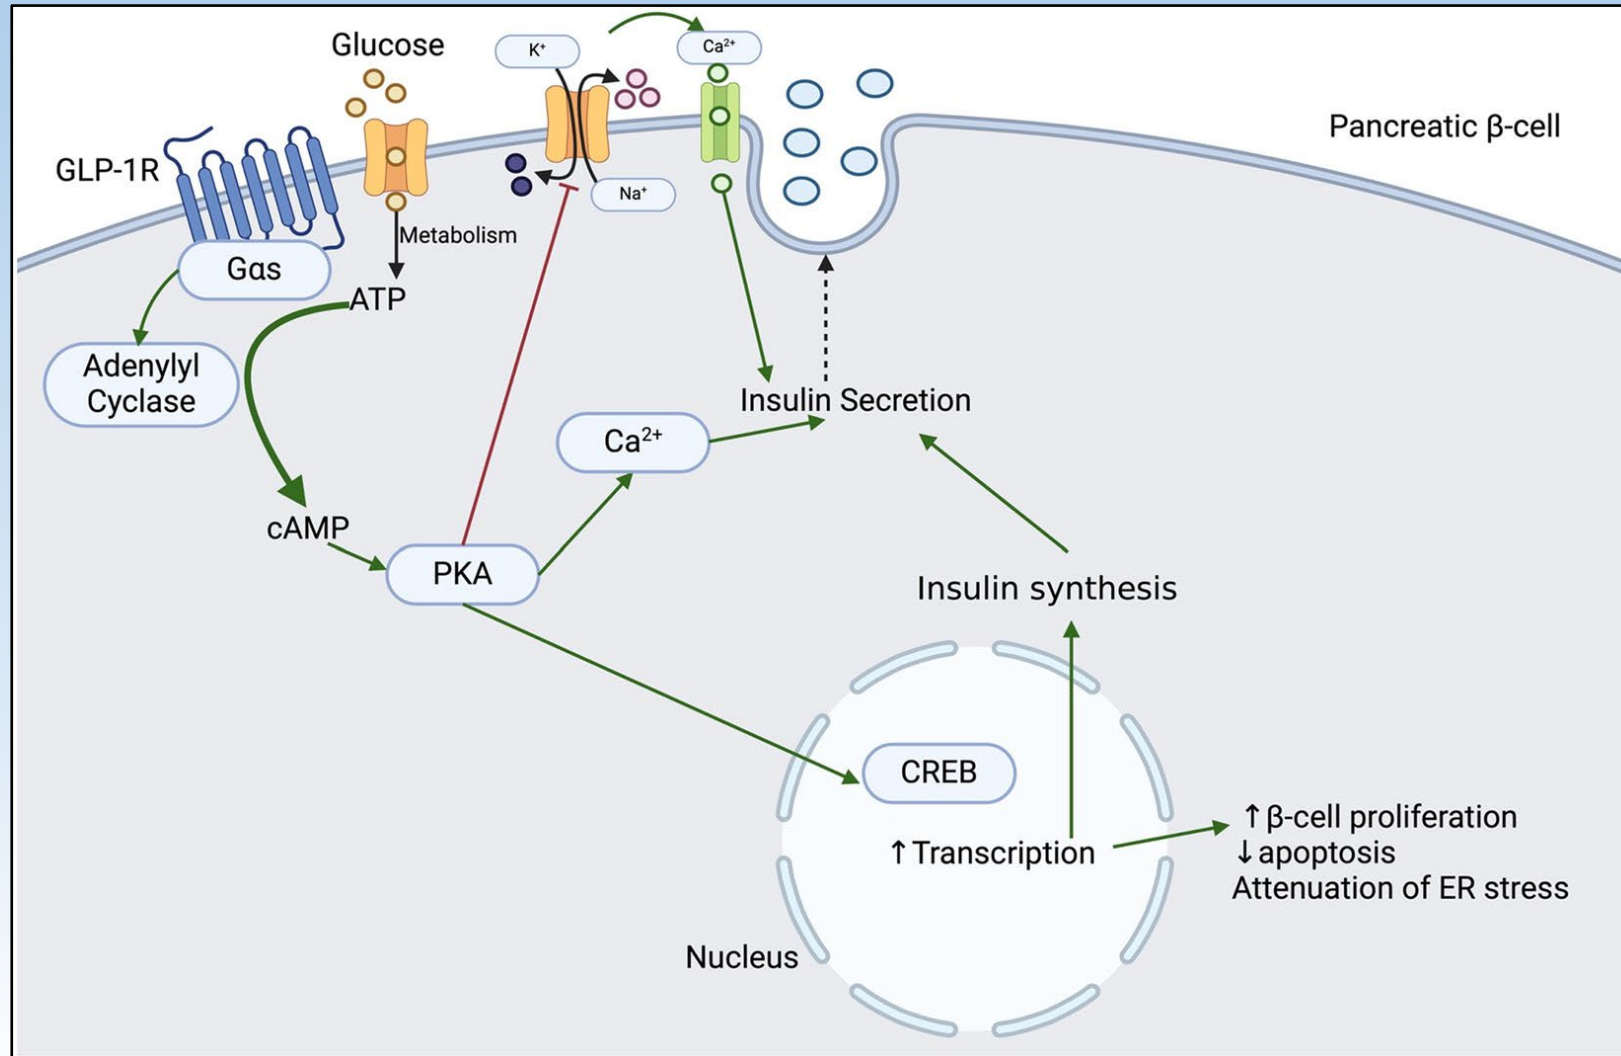 Glucose
K⁺
Ca²⁺
Pancreatic β-cell
GLP-1R
Na⁺
Metabolism
Gαs
ATP
Adenylyl
Cyclase
Insulin Secretion
Ca²⁺
cAMP
PKA
Insulin synthesis
CREB
↑Transcription
↑β-cell proliferation
↓apoptosis
Attenuation of ER stress
Nucleus